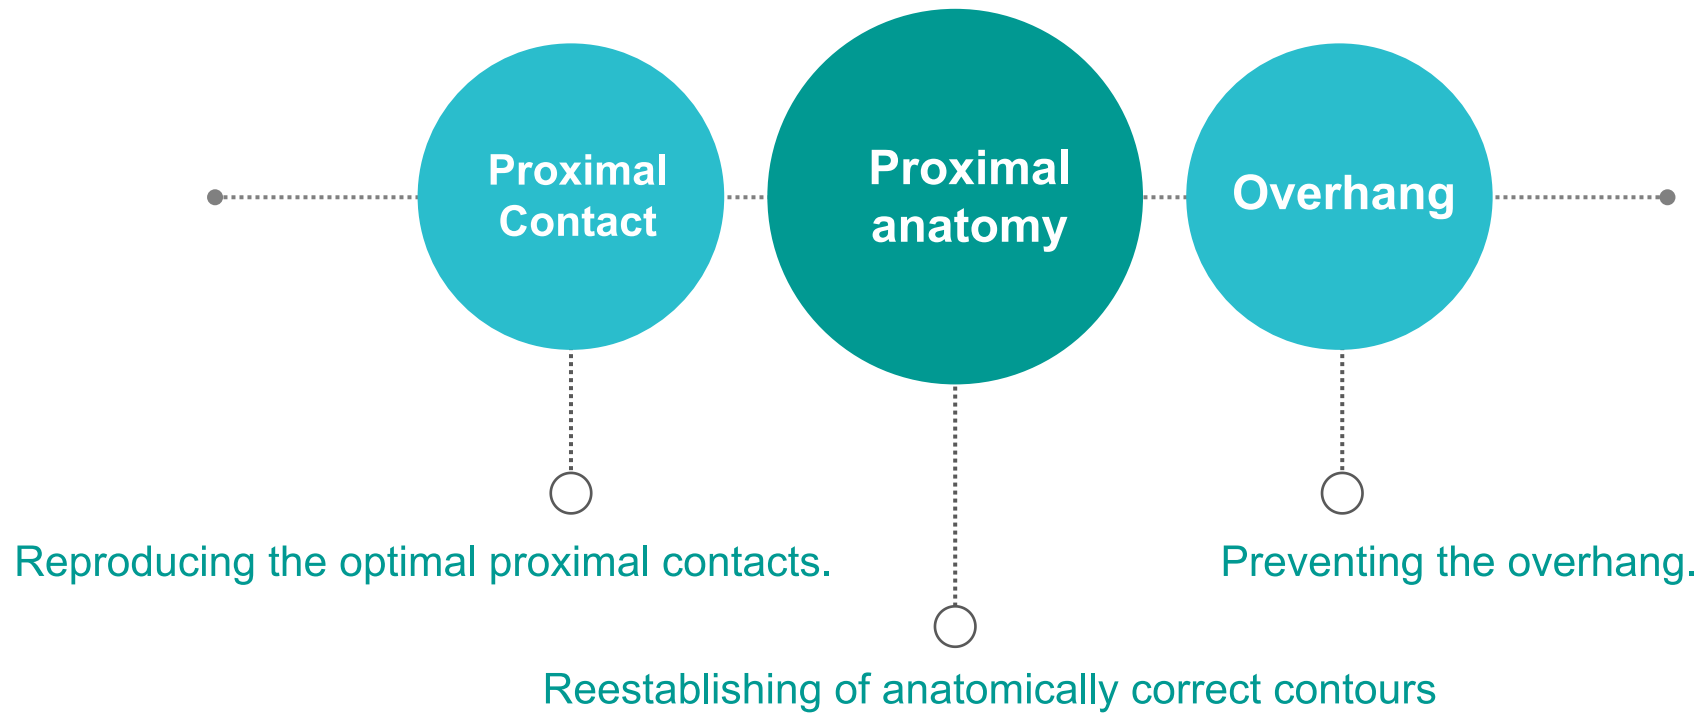 Proximal
Contact
Proximal
anatomy
Overhang
Reproducing the optimal proximal contacts.
Preventing the overhang.
Reestablishing of anatomically correct contours